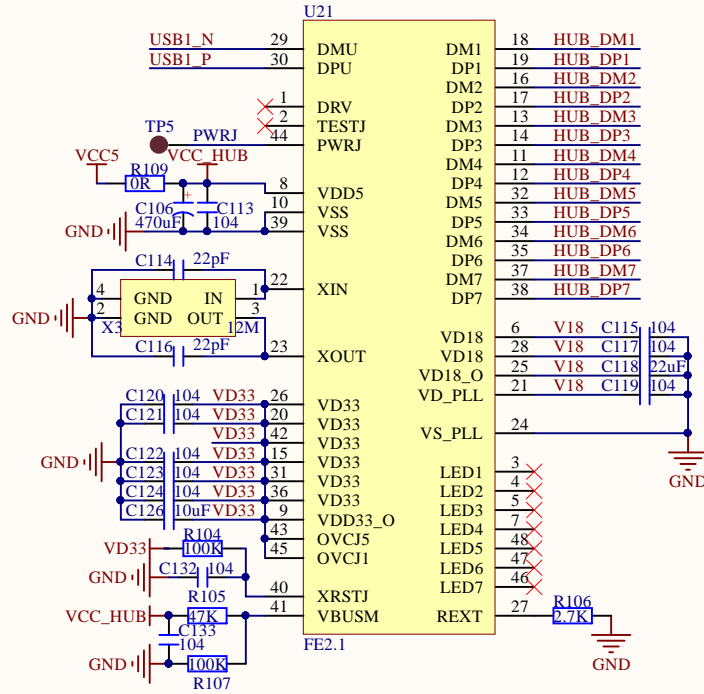 U21
USB1_N 29 DMU DM1 18 HUB_DM1
USB1_P 30 DPU DP1 19 HUB_DP1
DM2 16 HUB_DM2
1 DRV DP2 17 HUB_DP2
2 TESTJ DM3 13 HUB_DM3
TP5 PWRJ 44 PWRJ DP3 14 HUB_DP3
DM4 11 HUB_DM4
VCC5 VCC_HUB
R109
0R 8 VDD5 DP4 12 HUB_DP4
DM5 32 HUB_DM5
C106 C113 10 VSS DP5 33 HUB_DP5
470uF 104
GND 39 VSS DM6 34 HUB_DM6
DP6 35 HUB_DP6
C114 22pF DM7 37 HUB_DM7
22 XIN DP7 38 HUB_DP7
4 GND IN 1
GND 2 GND OUT 3
X3 12M
VD18 6 V18 C115 104
C116 22pF 23 XOUT VD18 28 V18 C117 104
VD18_O 25 V18 C118 22uF
VD_PLL 21 V18 C119 104
C120 104 VD33 26 VD33
C121 104 VD33 20 VD33
VD33 42 VD33 VS_PLL 24
GND C122 104 VD33 15 VD33
C123 104 VD33 31 VD33 LED1 3
GND
C124 104 VD33 36 VD33 LED2 4
C126 10uF VD33 9 VDD33_O LED3 5
43 OVCJ5 LED4 7
R104
VD33 100K 45 OVCJ1 LED5 48
GND C132 104 LED6 47
40 XRSTJ LED7 46
R105
VCC_HUB 47K 41 VBUSM REXT 27 R106
2.7K
C133
104
GND 100K
R107
FE2.1
GND